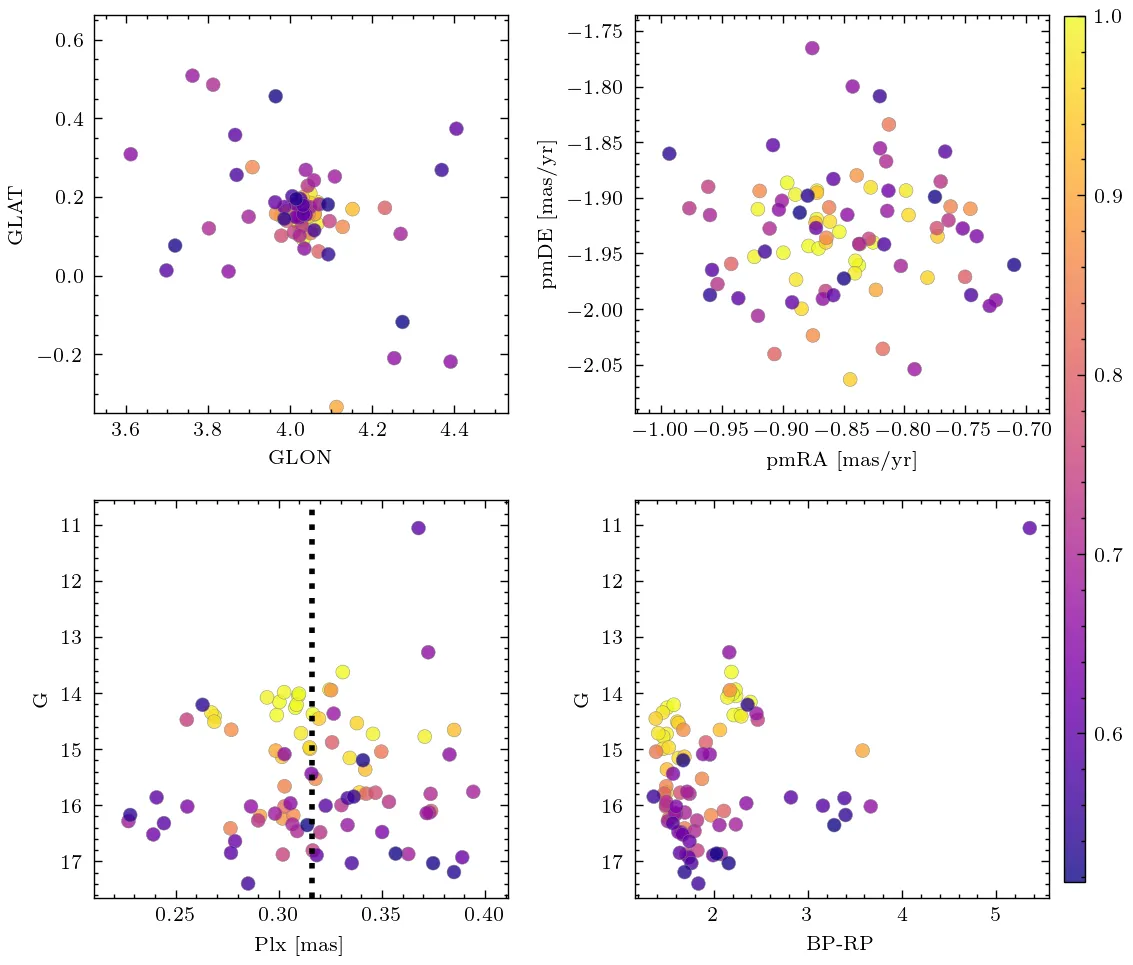 0.6
0.4
0.2
0.0
−0.2
GLAT
3.6 3.8 4.0 4.2 4.4
GLON
−1.75
−1.80
−1.85
−1.90
−1.95
−2.00
−2.05
pmDE [mas/yr]
−1.00 −0.95 −0.90 −0.85 −0.80 −0.75 −0.70
pmRA [mas/yr]
11
12
13
14
15
16
17
G
0.25 0.30 0.35 0.40
Plx [mas]
11
12
13
14
15
16
17
G
2 3 4 5
BP-RP
1.0
0.9
0.8
0.7
0.6